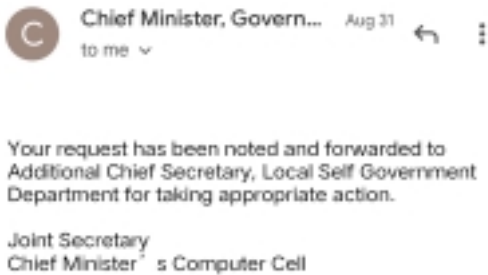 C
Chief Minister, Govern... Aug 31
to me
Your request has been noted and forwarded to
Additional Chief Secretary, Local Self Government
Department for taking appropriate action.
Joint Secretary
Chief Minister ' s Computer Cell